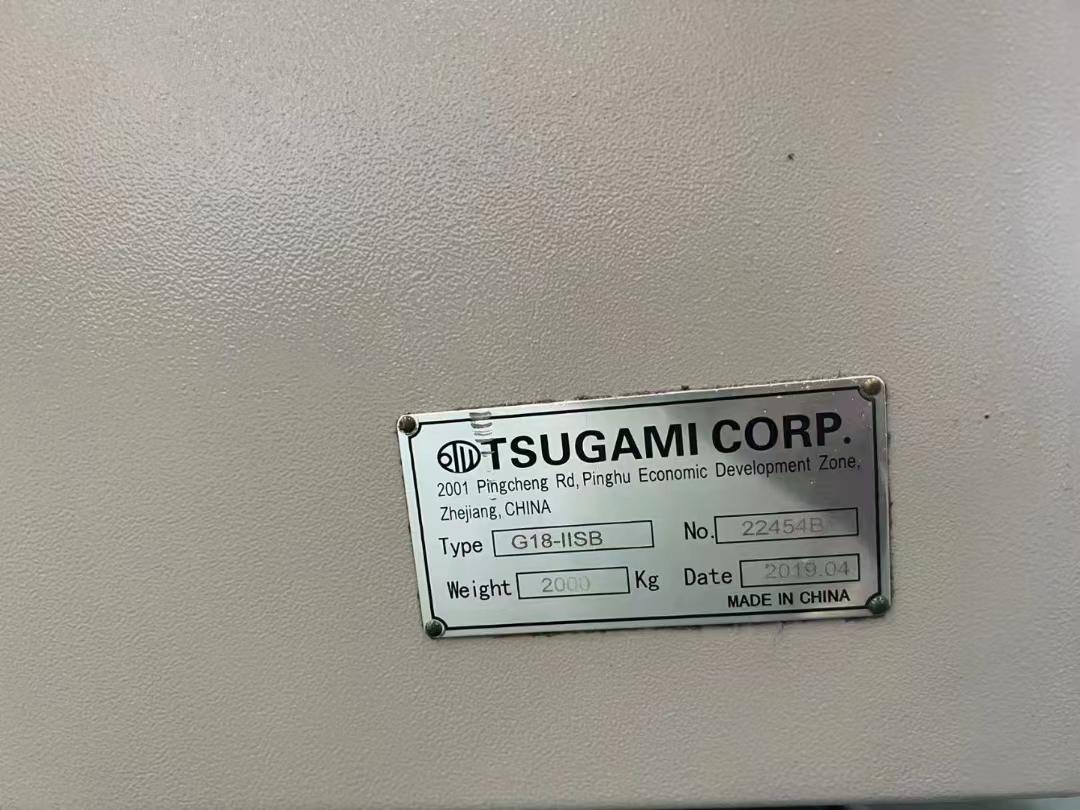 TSUGAMI CORP.
2001 Pingcheng Rd, Pinghu Economic Development Zone,
Zhejiang, CHINA
Type G18-IISB No. 22454B
Weight 2000 Kg Date 2019.04
MADE IN CHINA